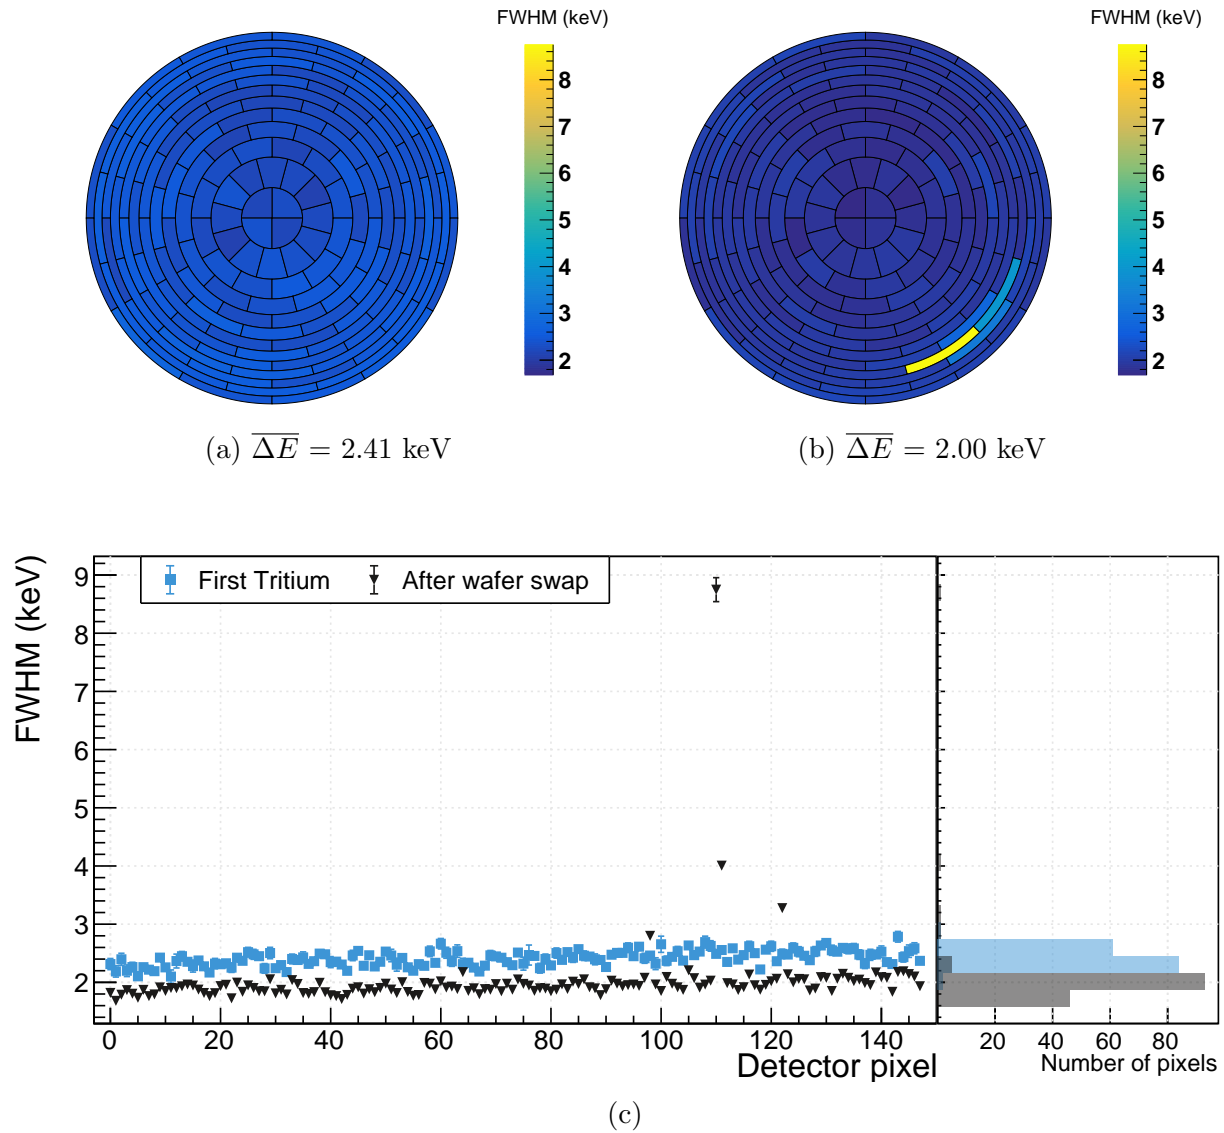 FWHM (keV)
8
7
6
5
4
3
2
(a) ΔE = 2.41 keV
FWHM (keV)
8
7
6
5
4
3
2
(b) ΔE = 2.00 keV
First Tritium
After wafer swap
FWHM (keV)
9
8
7
6
5
4
3
2
0 20 40 60 80 100 120 140
Detector pixel
20 40 60 80
Number of pixels
(c)